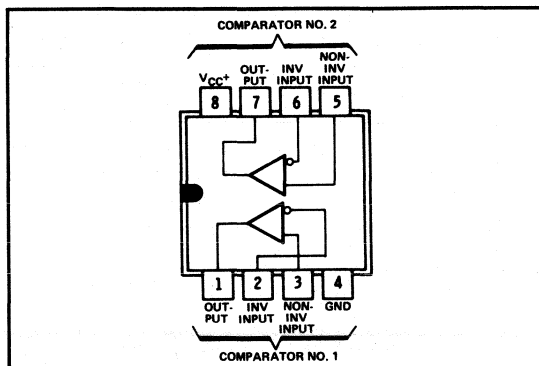 COMPARATOR NO. 2
VCC+
OUT-
PUT
INV
INPUT
NON-
INV
INPUT
8 7 6 5
1 2 3 4
OUT-
PUT
INV
INPUT
NON-
INV
INPUT
GND
COMPARATOR NO. 1